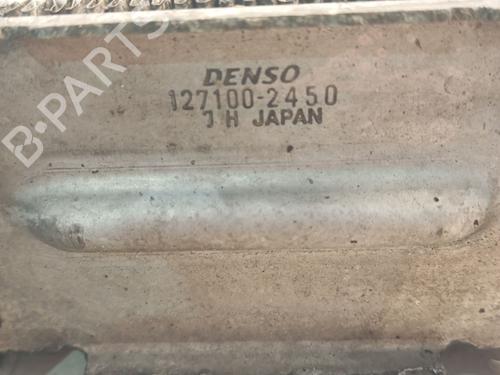 B-PARTS
DENSO
127100-2450
J H JAPAN